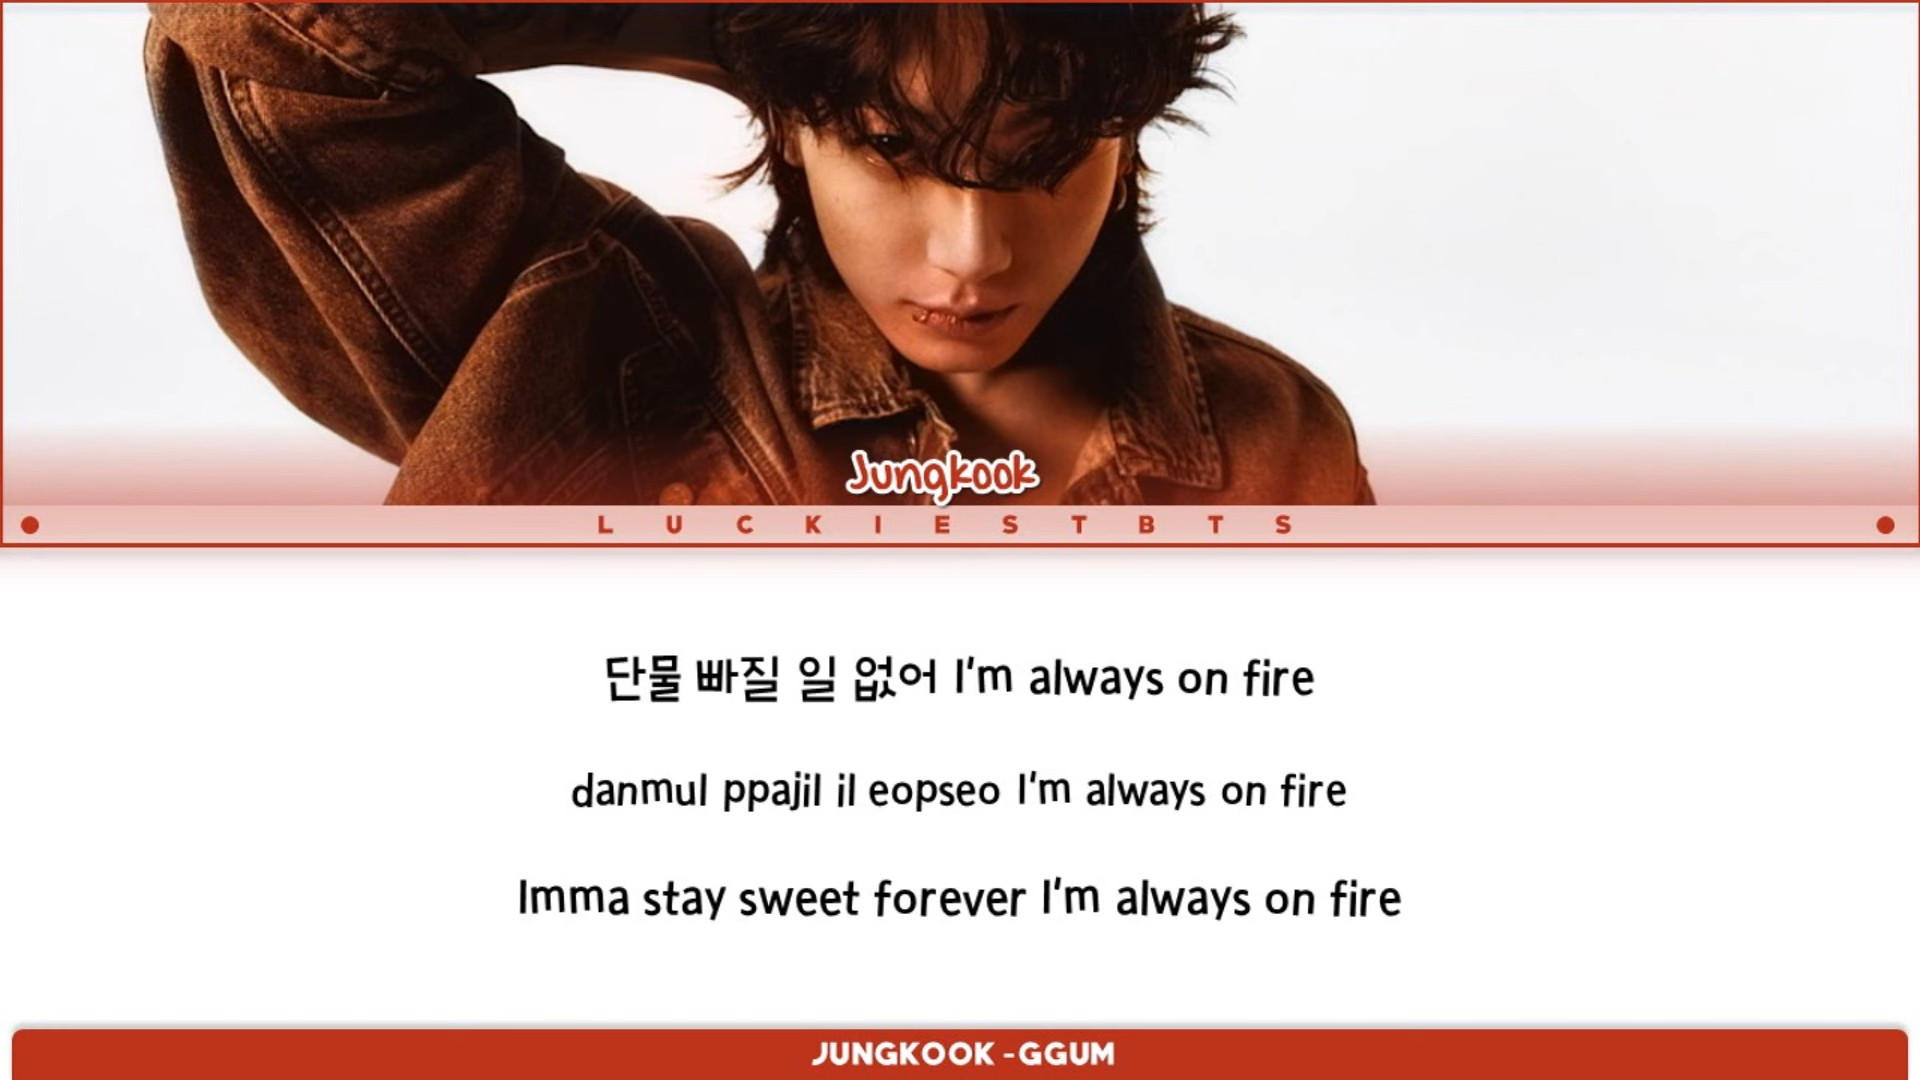 Jungkook
LUCKIESTBTS
단물 빠질 일 없어 I'm always on fire
danmul ppajil il eopseo I'm always on fire
Imma stay sweet forever I'm always on fire
JUNGKOOK - GGUM